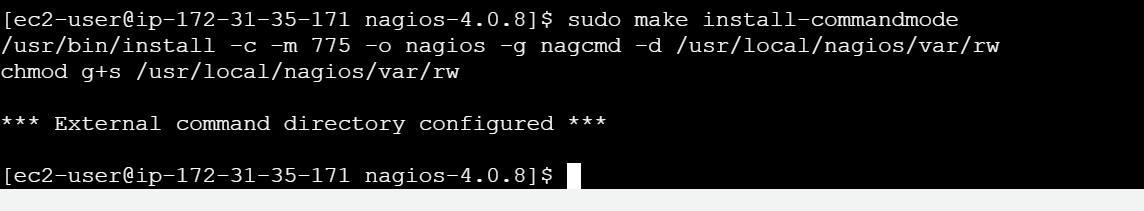 [ec2-user@ip-172-31-35-171 nagios-4.0.8]$ sudo make install-commandmode
/usr/bin/install -c -m 775 -o nagios -g nagcmd -d /usr/local/nagios/var/rw
chmod g+s /usr/local/nagios/var/rw
*** External command directory configured ***
[ec2-user@ip-172-31-35-171 nagios-4.0.8]$